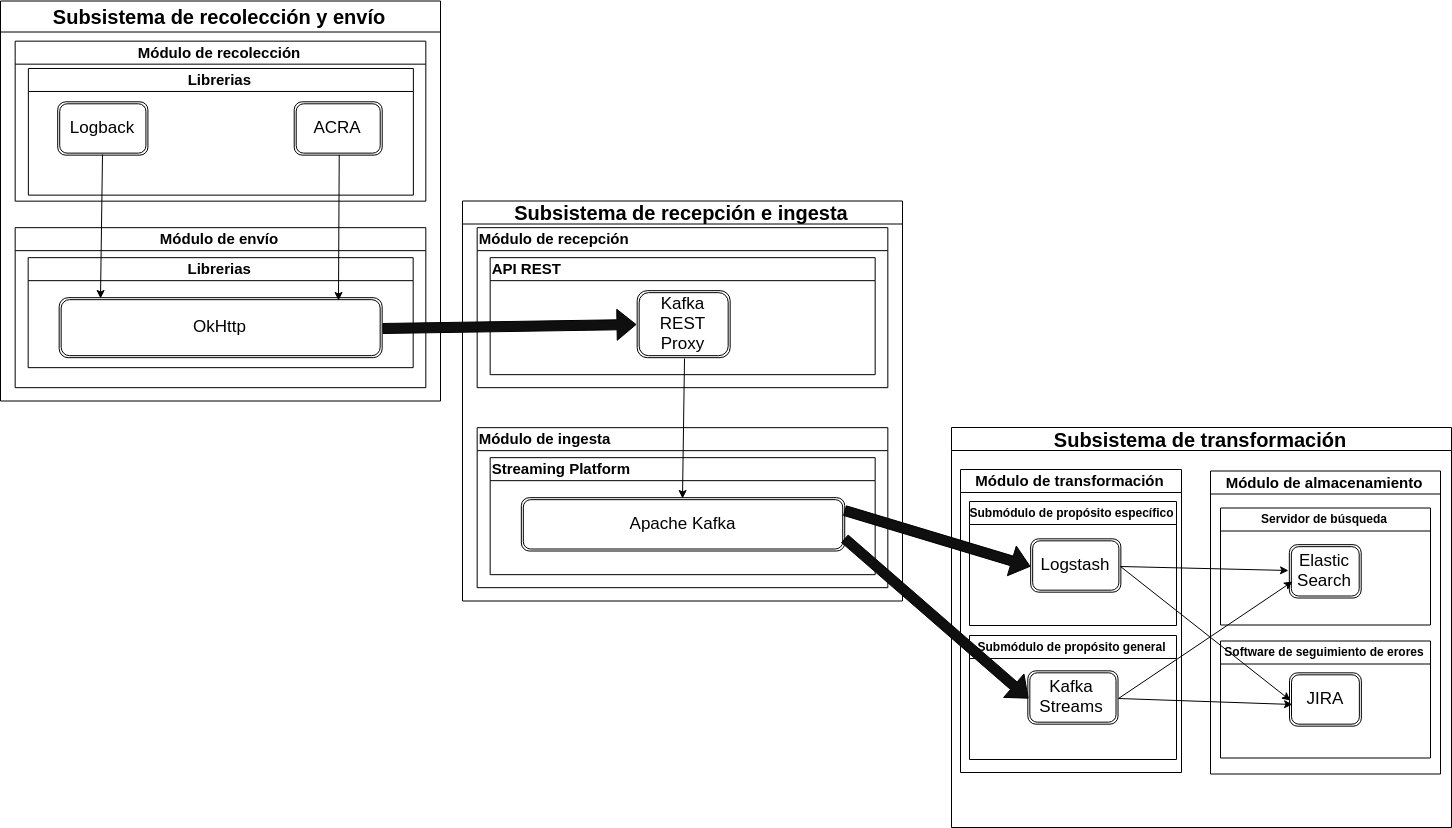 Subsistema de recolección y envío
Módulo de recolección
Librerias
Logback
ACRA
Módulo de envío
Librerias
OkHttp
Subsistema de recepción e ingesta
Módulo de recepción
API REST
Kafka
REST
Proxy
Módulo de ingesta
Streaming Platform
Apache Kafka
Subsistema de transformación
Módulo de transformación
Submódulo de propósito específico
Logstash
Submódulo de propósito general
Kafka
Streams
Módulo de almacenamiento
Servidor de búsqueda
Elastic
Search
Software de seguimiento de erores
JIRA